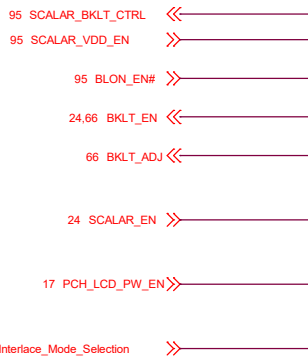 95 SCALAR_BKLT_CTRL
95 SCALAR_VDD_EN
95 BLON_EN#
24,66 BKLT_EN
66 BKLT_ADJ
24 SCALAR_EN
17 PCH_LCD_PW_EN
Interlace_Mode_Selection